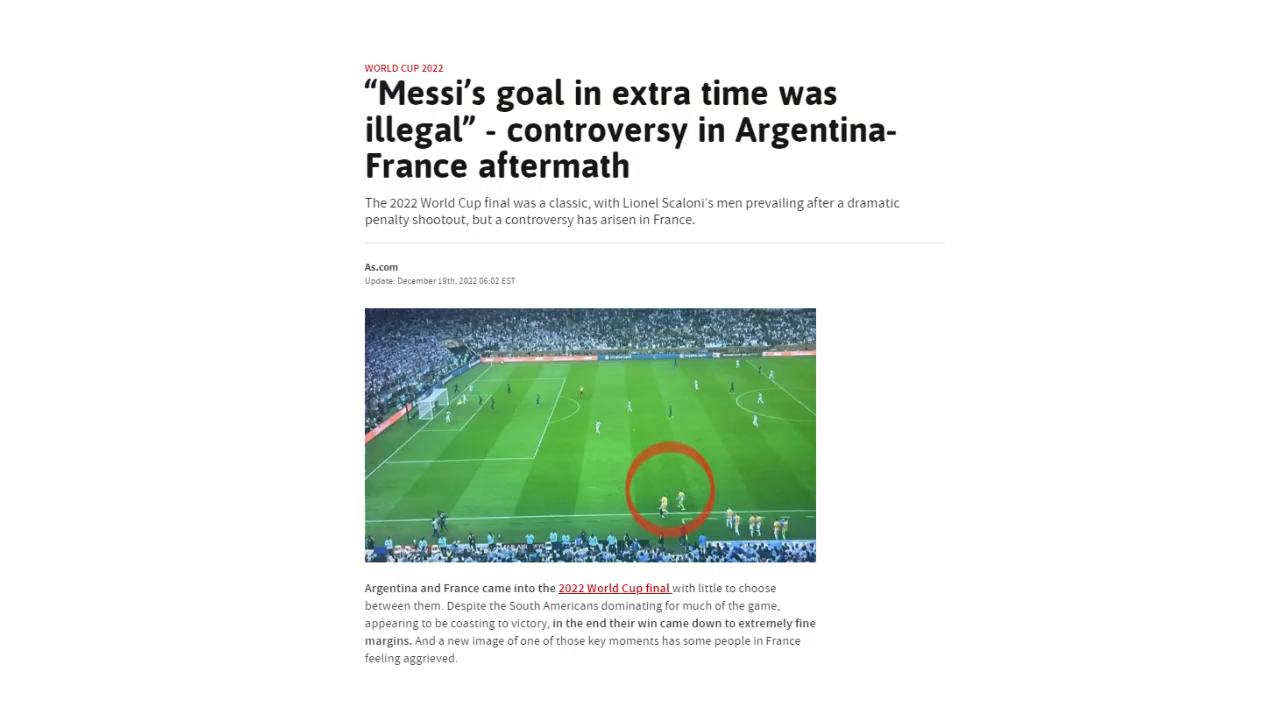 WORLD CUP 2022
“Messi’s goal in extra time was
illegal” - controversy in Argentina-
France aftermath
The 2022 World Cup final was a classic, with Lionel Scaloni’s men prevailing after a dramatic
penalty shootout, but a controversy has arisen in France.
As.com
Update: December 19th, 2022 06:02 EST
Argentina and France came into the 2022 World Cup final with little to choose
between them. Despite the South Americans dominating for much of the game,
appearing to be coasting to victory, in the end their win came down to extremely fine
margins. And a new image of one of those key moments has some people in France
feeling aggrieved.